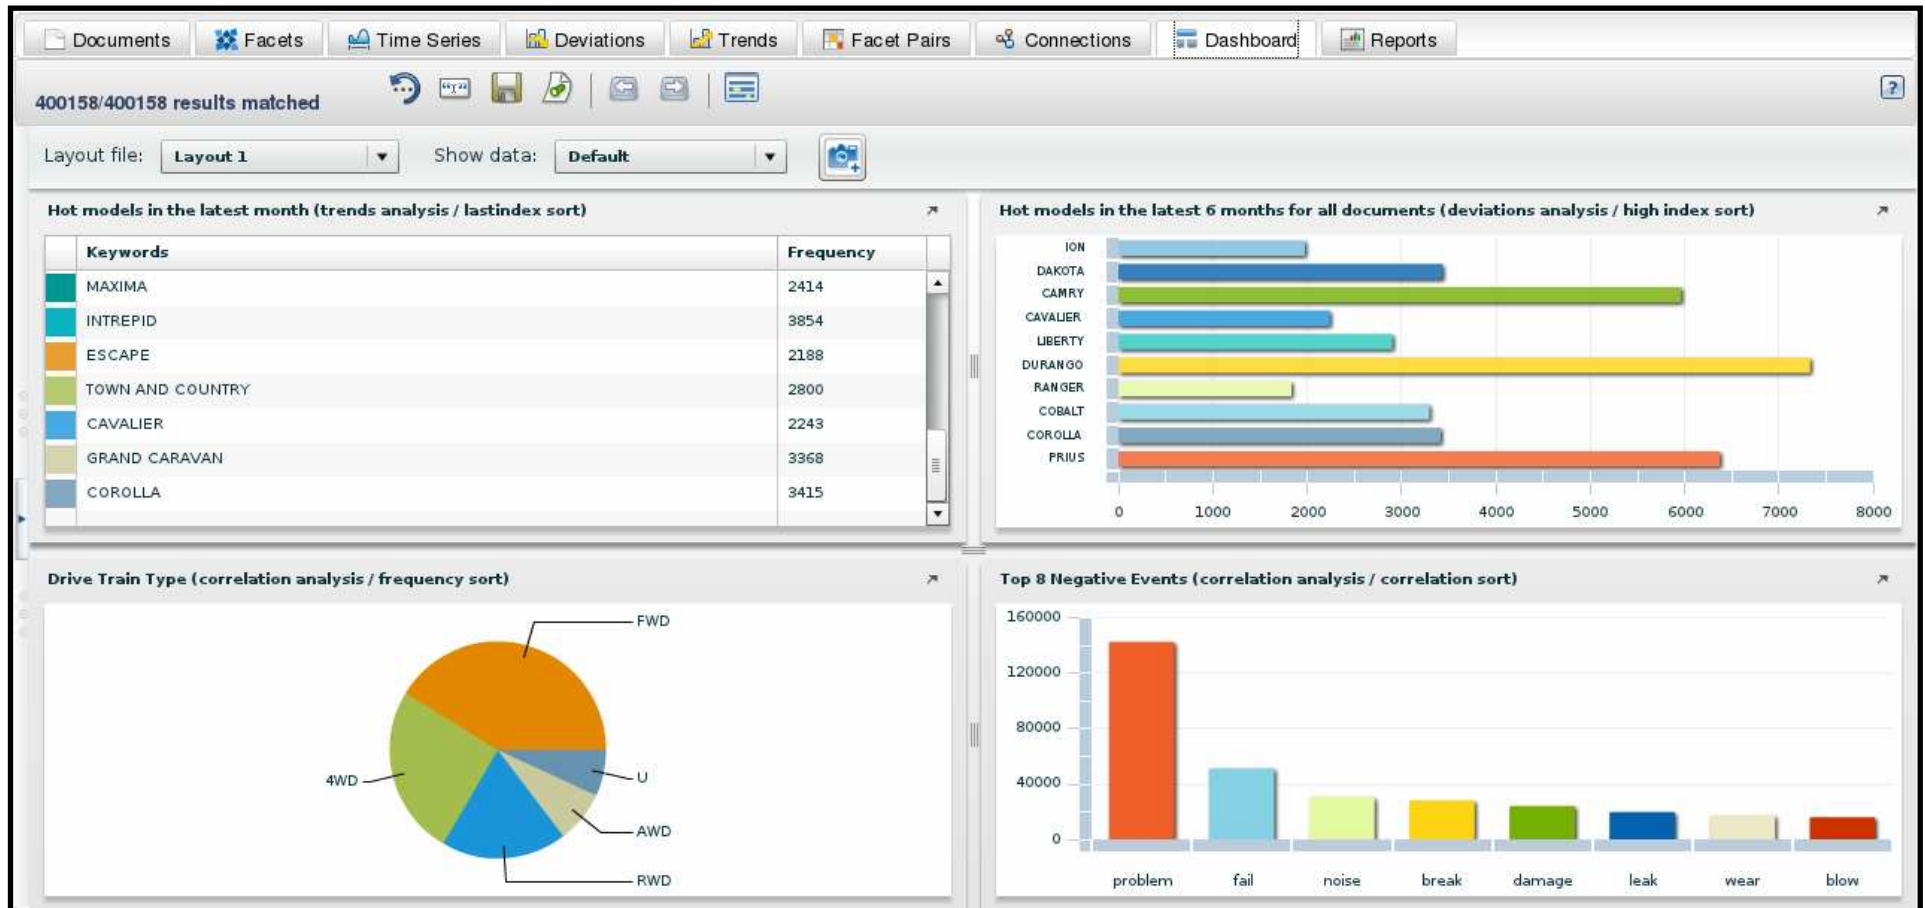 Documents Facets Time Series Deviations Trends Facet Pairs Connections Dashboard Reports
400158/400158 results matched "I" ?
Layout file: Layout 1 Show data: Default
Hot models in the latest month (trends analysis / lastindex sort)
Keywords Frequency
MAXIMA 2414
INTREPID 3854
ESCAPE 2188
TOWN AND COUNTRY 2800
CAVALIER 2243
GRAND CARAVAN 3368
COROLLA 3415
Hot models in the latest 6 months for all documents (deviations analysis / high index sort)
ION
DAKOTA
CAMRY
CAVALIER
LIBERTY
DURANGO
RANGER
COBALT
COROLLA
PRIUS
0 1000 2000 3000 4000 5000 6000 7000 8000
Drive Train Type (correlation analysis / frequency sort)
FWD
4WD
U
AWD
RWD
Top 8 Negative Events (correlation analysis / correlation sort)
160000
120000
80000
40000
0
problem fail noise break damage leak wear blow